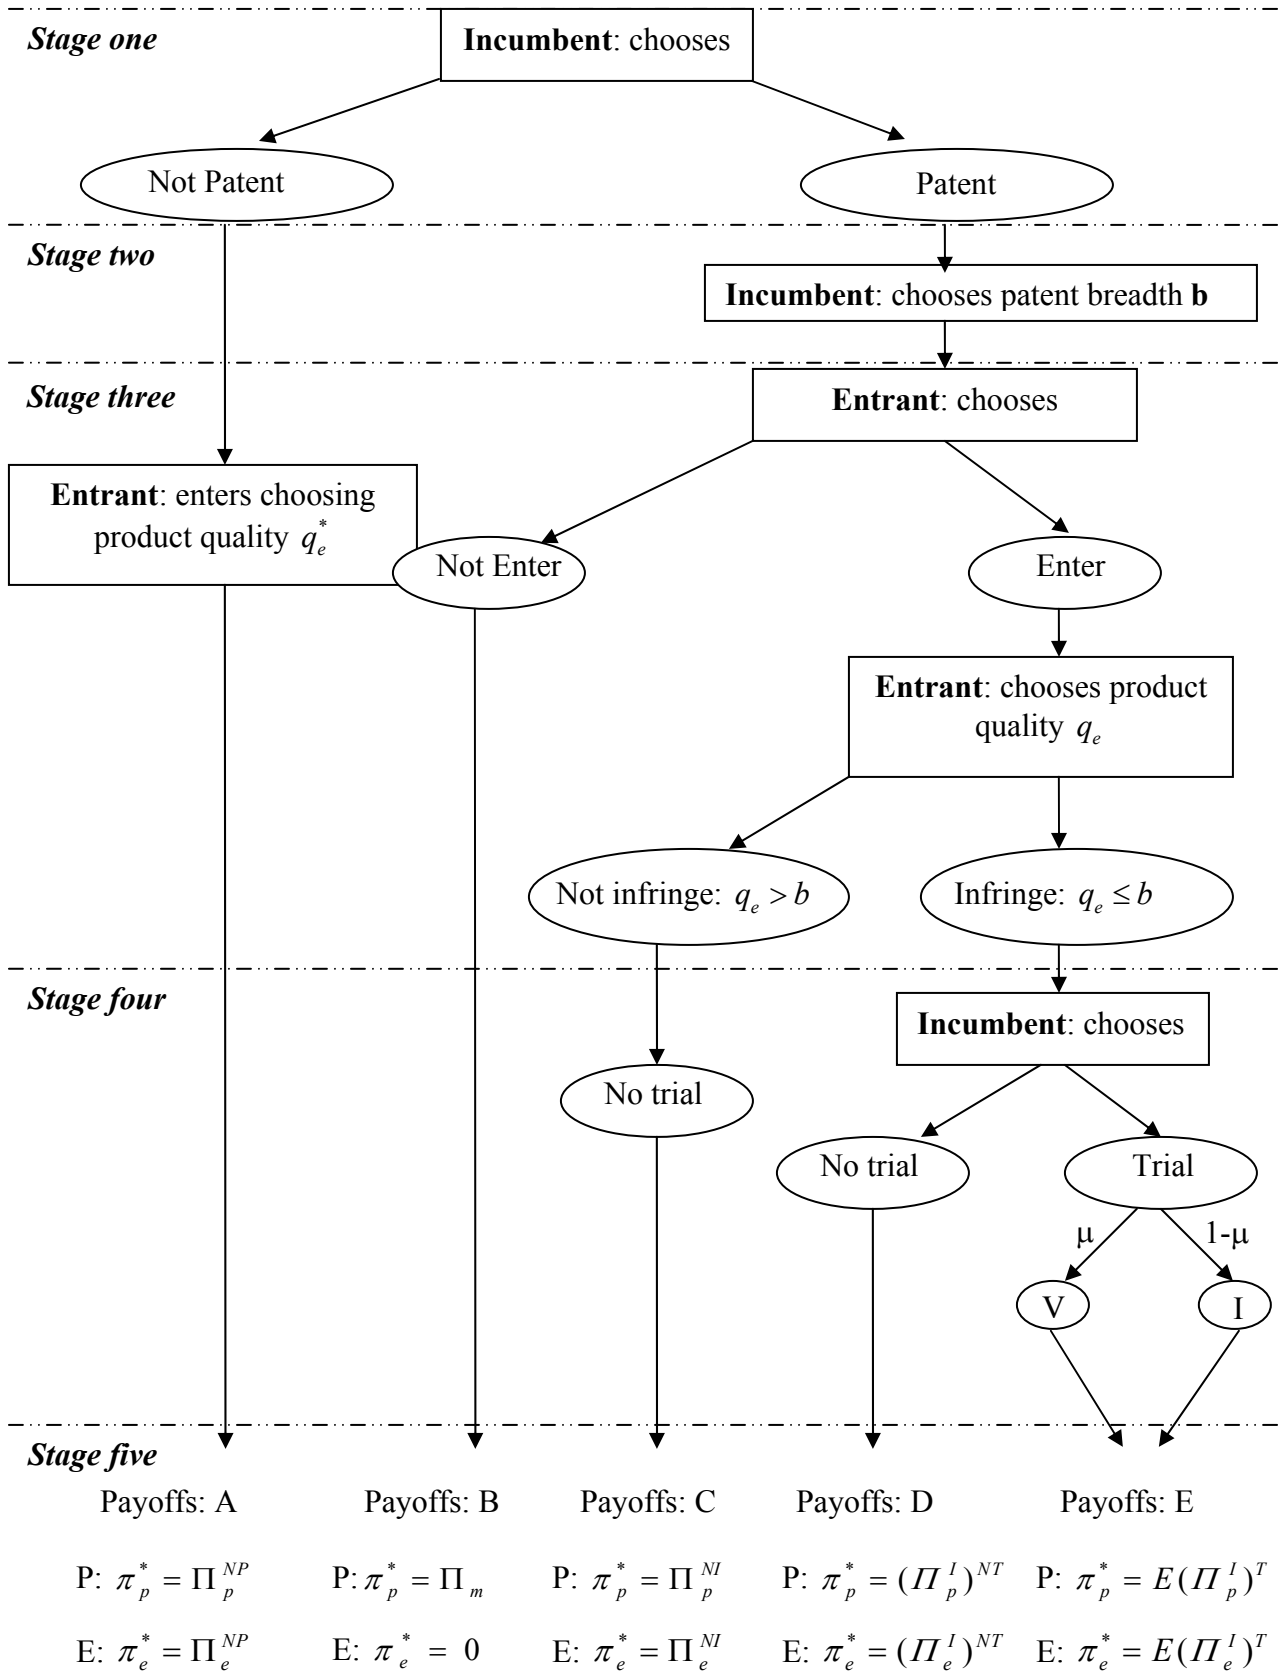 Stage one
Incumbent: chooses
Not Patent
Patent
Stage two
Incumbent: chooses patent breadth b
Stage three
Entrant: chooses
Entrant: enters choosing
product quality q_e^*
Not Enter
Enter
Entrant: chooses product
quality q_e
Not infringe: q_e > b
Infringe: q_e ≤ b
Stage four
Incumbent: chooses
No trial
No trial
Trial
μ
1-μ
V
I
Stage five
Payoffs: A
Payoffs: B
Payoffs: C
Payoffs: D
Payoffs: E
P: π_p^* = Π_p^{NP}
P: π_p^* = Π_m
P: π_p^* = Π_p^{NI}
P: π_p^* = (Π_p^I)^{NT}
P: π_p^* = E(Π_p^I)^T
E: π_e^* = Π_e^{NP}
E: π_e^* = 0
E: π_e^* = Π_e^{NI}
E: π_e^* = (Π_e^I)^{NT}
E: π_e^* = E(Π_e^I)^T